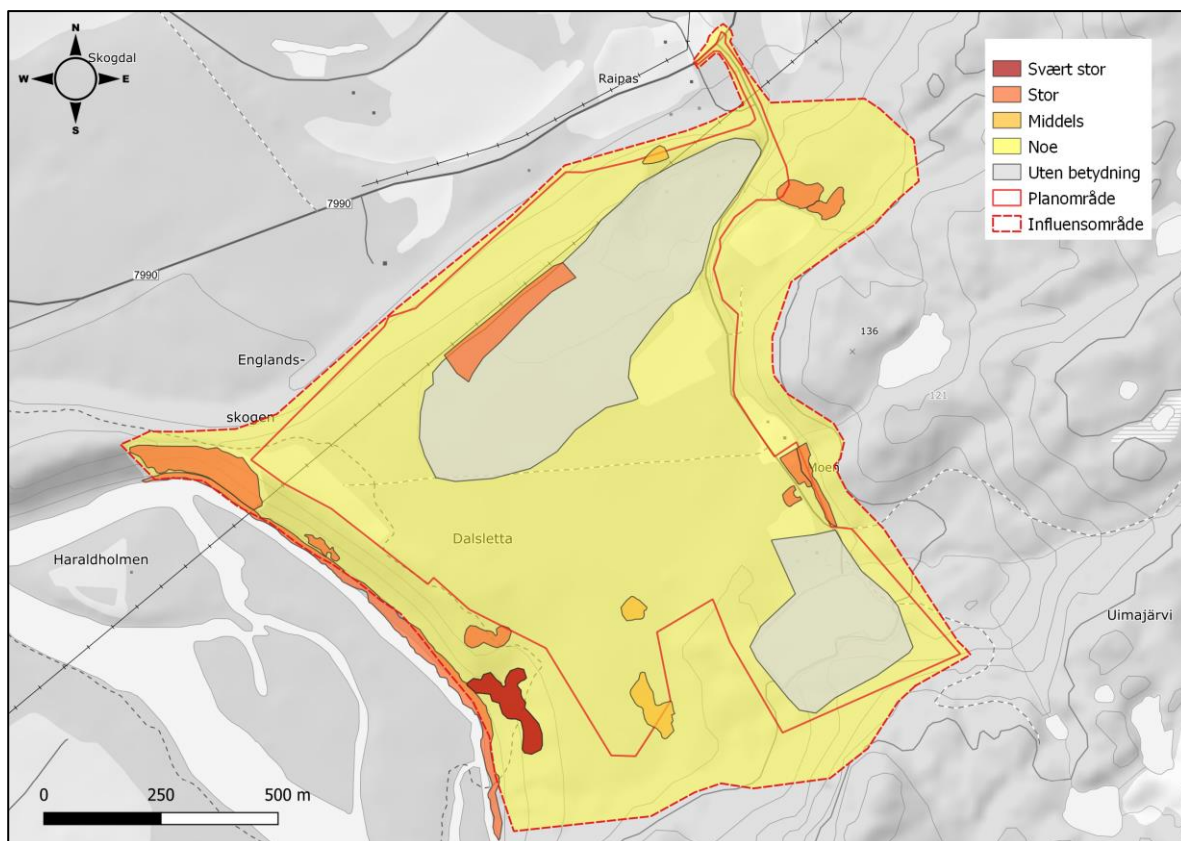 N
W
E
S
Skogdal
Raipas
7990
7990
Svært stor
Stor
Middels
Noe
Uten betydning
Planområde
Influensområde
136
121
Englands-
skogen
Moen
Dalsletta
Haraldholmen
Uimajärvi
0
250
500 m